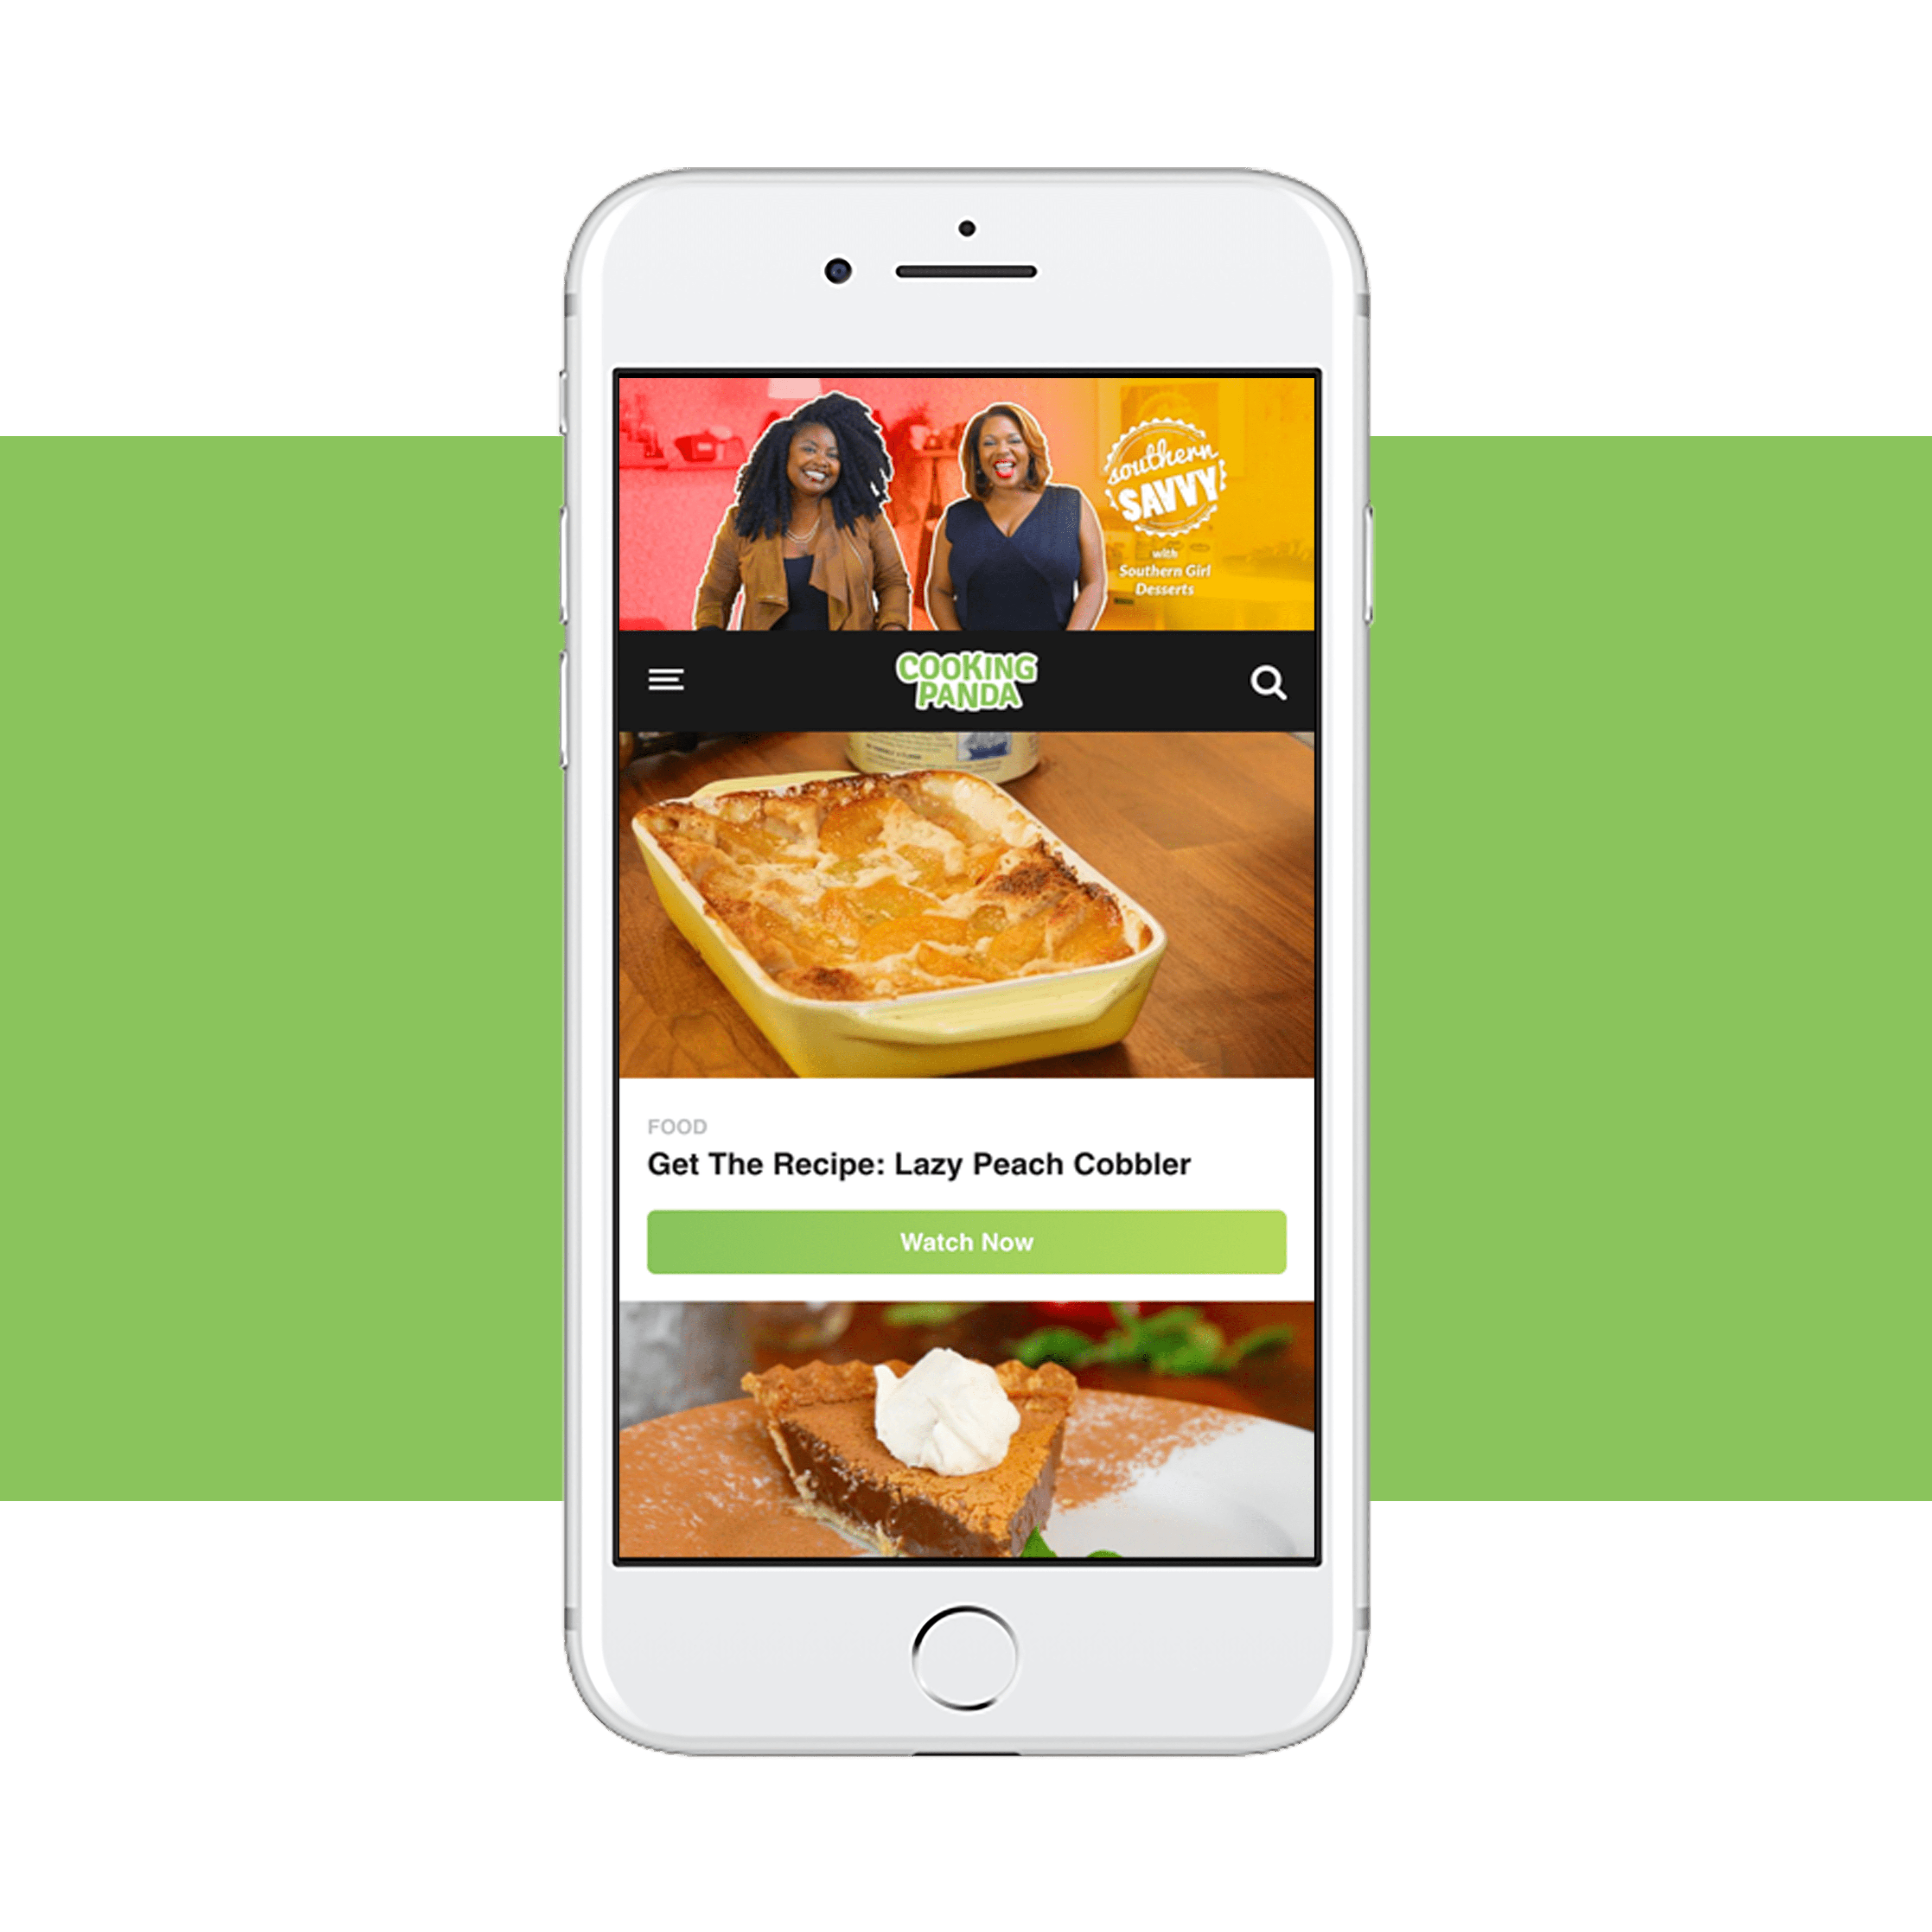 southern
SAVVY
with
Southern Girl
Desserts
COOKING
PANDA
FOOD
Get The Recipe: Lazy Peach Cobbler
Watch Now